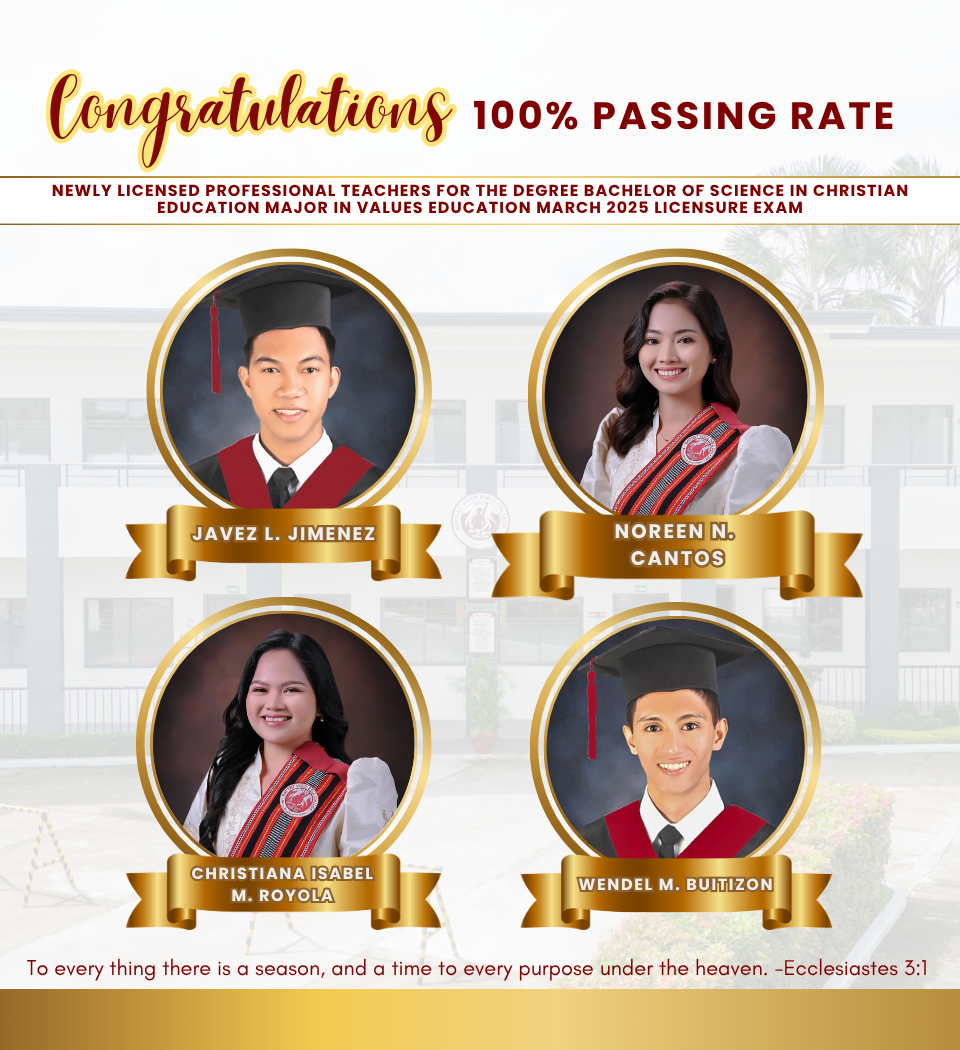 Congratulations 100% PASSING RATE
NEWLY LICENSED PROFESSIONAL TEACHERS FOR THE DEGREE BACHELOR OF SCIENCE IN CHRISTIAN
EDUCATION MAJOR IN VALUES EDUCATION MARCH 2025 LICENSURE EXAM
JAVEZ L. JIMENEZ
NOREEN N.
CANTOS
CHRISTIANA ISABEL
M. ROYOLA
WENDEL M. BUITIZON
To every thing there is a season, and a time to every purpose under the heaven. -Ecclesiastes 3:1